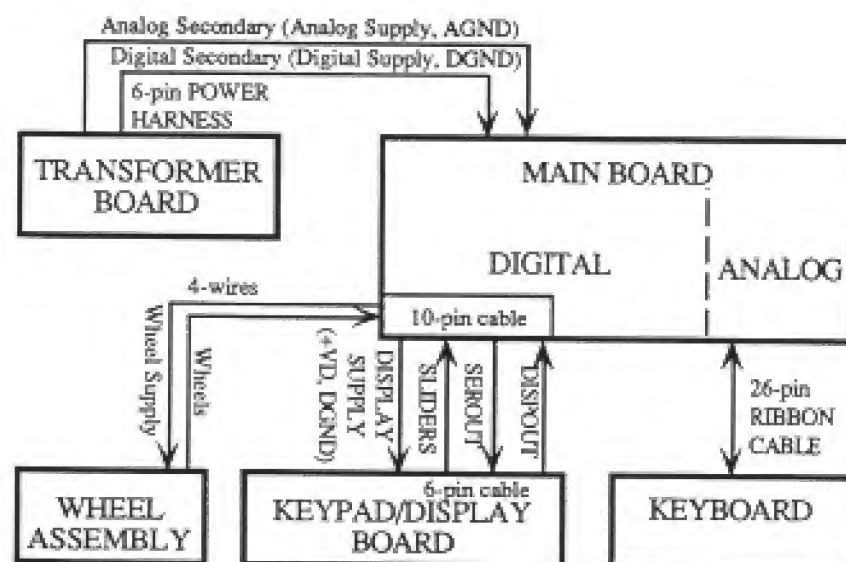 Analog Secondary (Analog Supply, AGND)
Digital Secondary (Digital Supply, DGND)
6-pin POWER
HARNESS
TRANSFORMER
BOARD
MAIN BOARD
DIGITAL
ANALOG
4-wires
10-pin cable
Wheel Supply
Wheels
DISPLAY
SUPPLY
(+VD, DGND)
SLIDERS
SEROUT
DISPOUT
26-pin
RIBBON
CABLE
WHEEL
ASSEMBLY
6-pin cable
KEYPAD/DISPLAY
BOARD
KEYBOARD